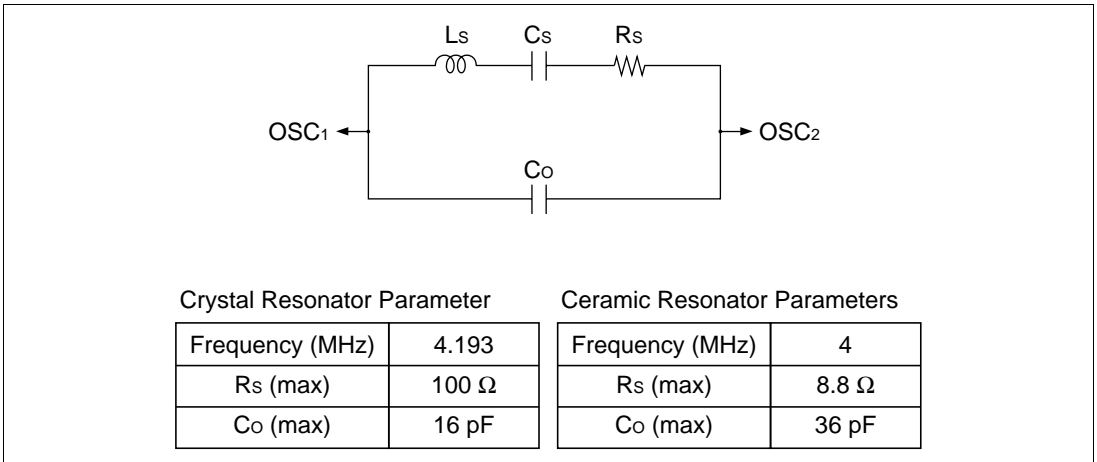 Ls Cs Rs
OSC1 OSC2
Co
Crystal Resonator Parameter
Frequency (MHz) 4.193
Rs (max) 100 Ω
Co (max) 16 pF
Ceramic Resonator Parameters
Frequency (MHz) 4
Rs (max) 8.8 Ω
Co (max) 36 pF